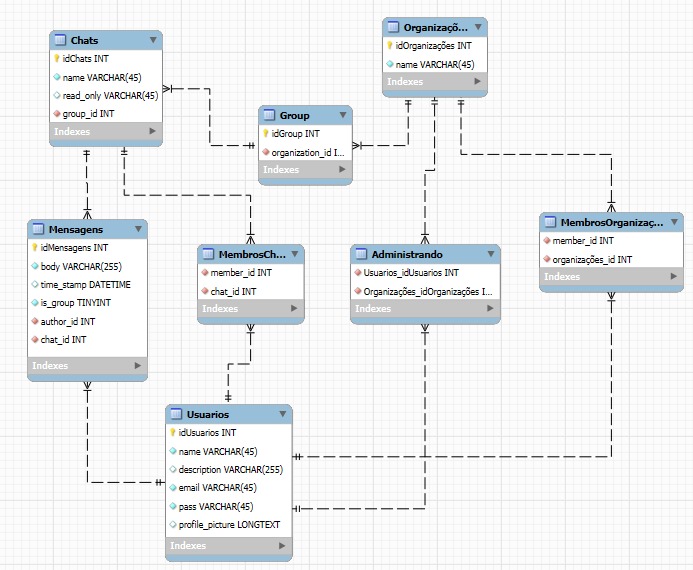 Chats
idChats INT
name VARCHAR(45)
read_only VARCHAR(45)
group_id INT
Indexes
Organizaçõ...
idOrganizações INT
name VARCHAR(45)
Indexes
Group
idGroup INT
organization_id I...
Indexes
Mensagens
idMensagens INT
body VARCHAR(255)
time_stamp DATETIME
is_group TINYINT
author_id INT
chat_id INT
Indexes
MembrosCh...
member_id INT
chat_id INT
Indexes
Administrando
Usuarios_idUsuarios INT
Organizações_idOrganizações I...
Indexes
MembrosOrganizaç...
member_id INT
organizações_id INT
Indexes
Usuarios
idUsuarios INT
name VARCHAR(45)
description VARCHAR(255)
email VARCHAR(45)
pass VARCHAR(45)
profile_picture LONGTEXT
Indexes